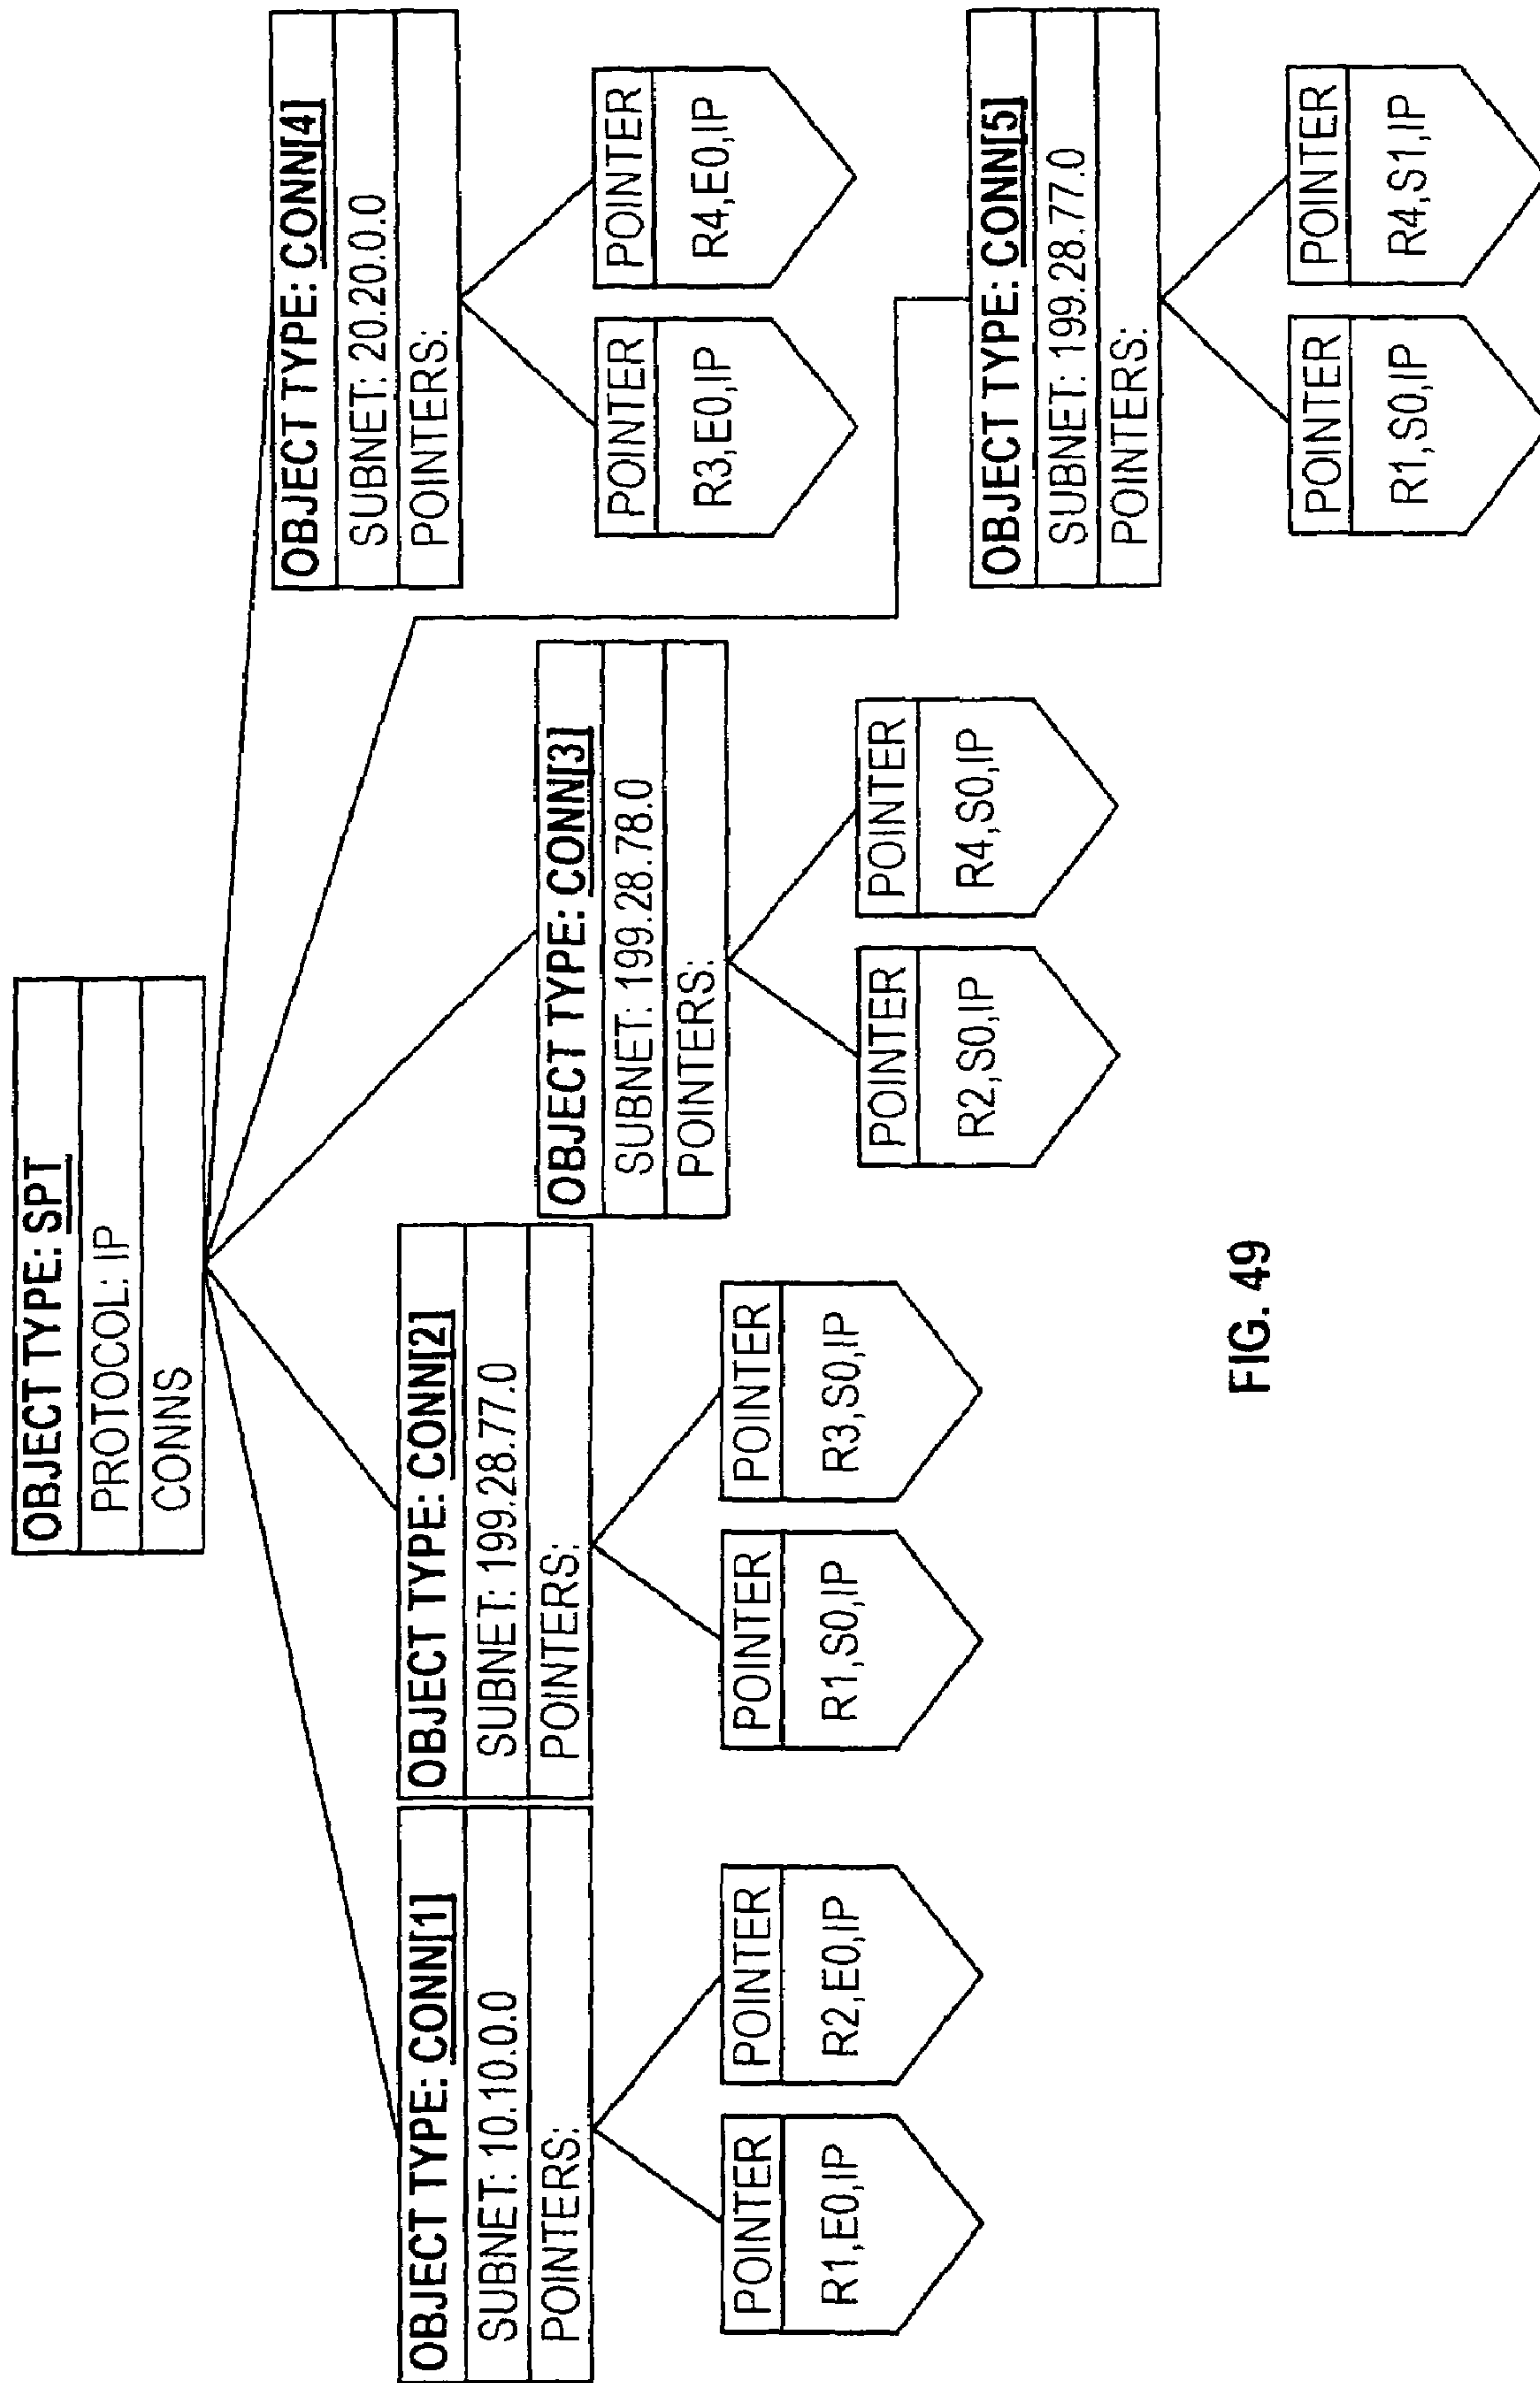 OBJECT TYPE: SPT
PROTOCOL: IP
CONNS
OBJECT TYPE: CONN[1]
SUBNET: 10.10.0.0
POINTERS:
POINTER
R1,E0,IP
POINTER
R2,E0,IP
OBJECT TYPE: CONN[2]
SUBNET: 199.28.77.0
POINTERS:
POINTER
R1,S0,IP
POINTER
R3,S0,IP
OBJECT TYPE: CONN[3]
SUBNET: 199.28.78.0
POINTERS:
POINTER
R2,S0,IP
POINTER
R4,S0,IP
OBJECT TYPE: CONN[4]
SUBNET: 20.20.0.0
POINTERS:
POINTER
R3,E0,IP
POINTER
R4,E0,IP
OBJECT TYPE: CONN[5]
SUBNET: 199.28.77.0
POINTERS:
POINTER
R1,S0,IP
POINTER
R4,S1,IP
FIG. 49